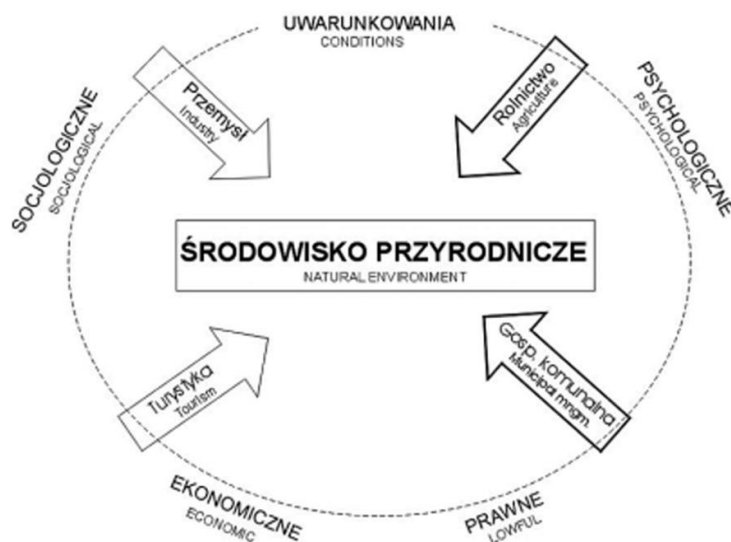 UWARUNKOWANIA
CONDITIONS
Przemysł
Industry
Rolnictwo
Agriculture
SOCJOLOGICZNE
SOCJOLOGICAL
PSYCHOLOGICZNE
PSYCHOLOGICAL
ŚRODOWISKO PRZYRODNICZE
NATURAL ENVIRONMENT
Turystyka
Tourism
Gosp. komunalna
Municipal mngm.
EKONOMICZNE
ECONOMIC
PRAWNE
LOWFUL